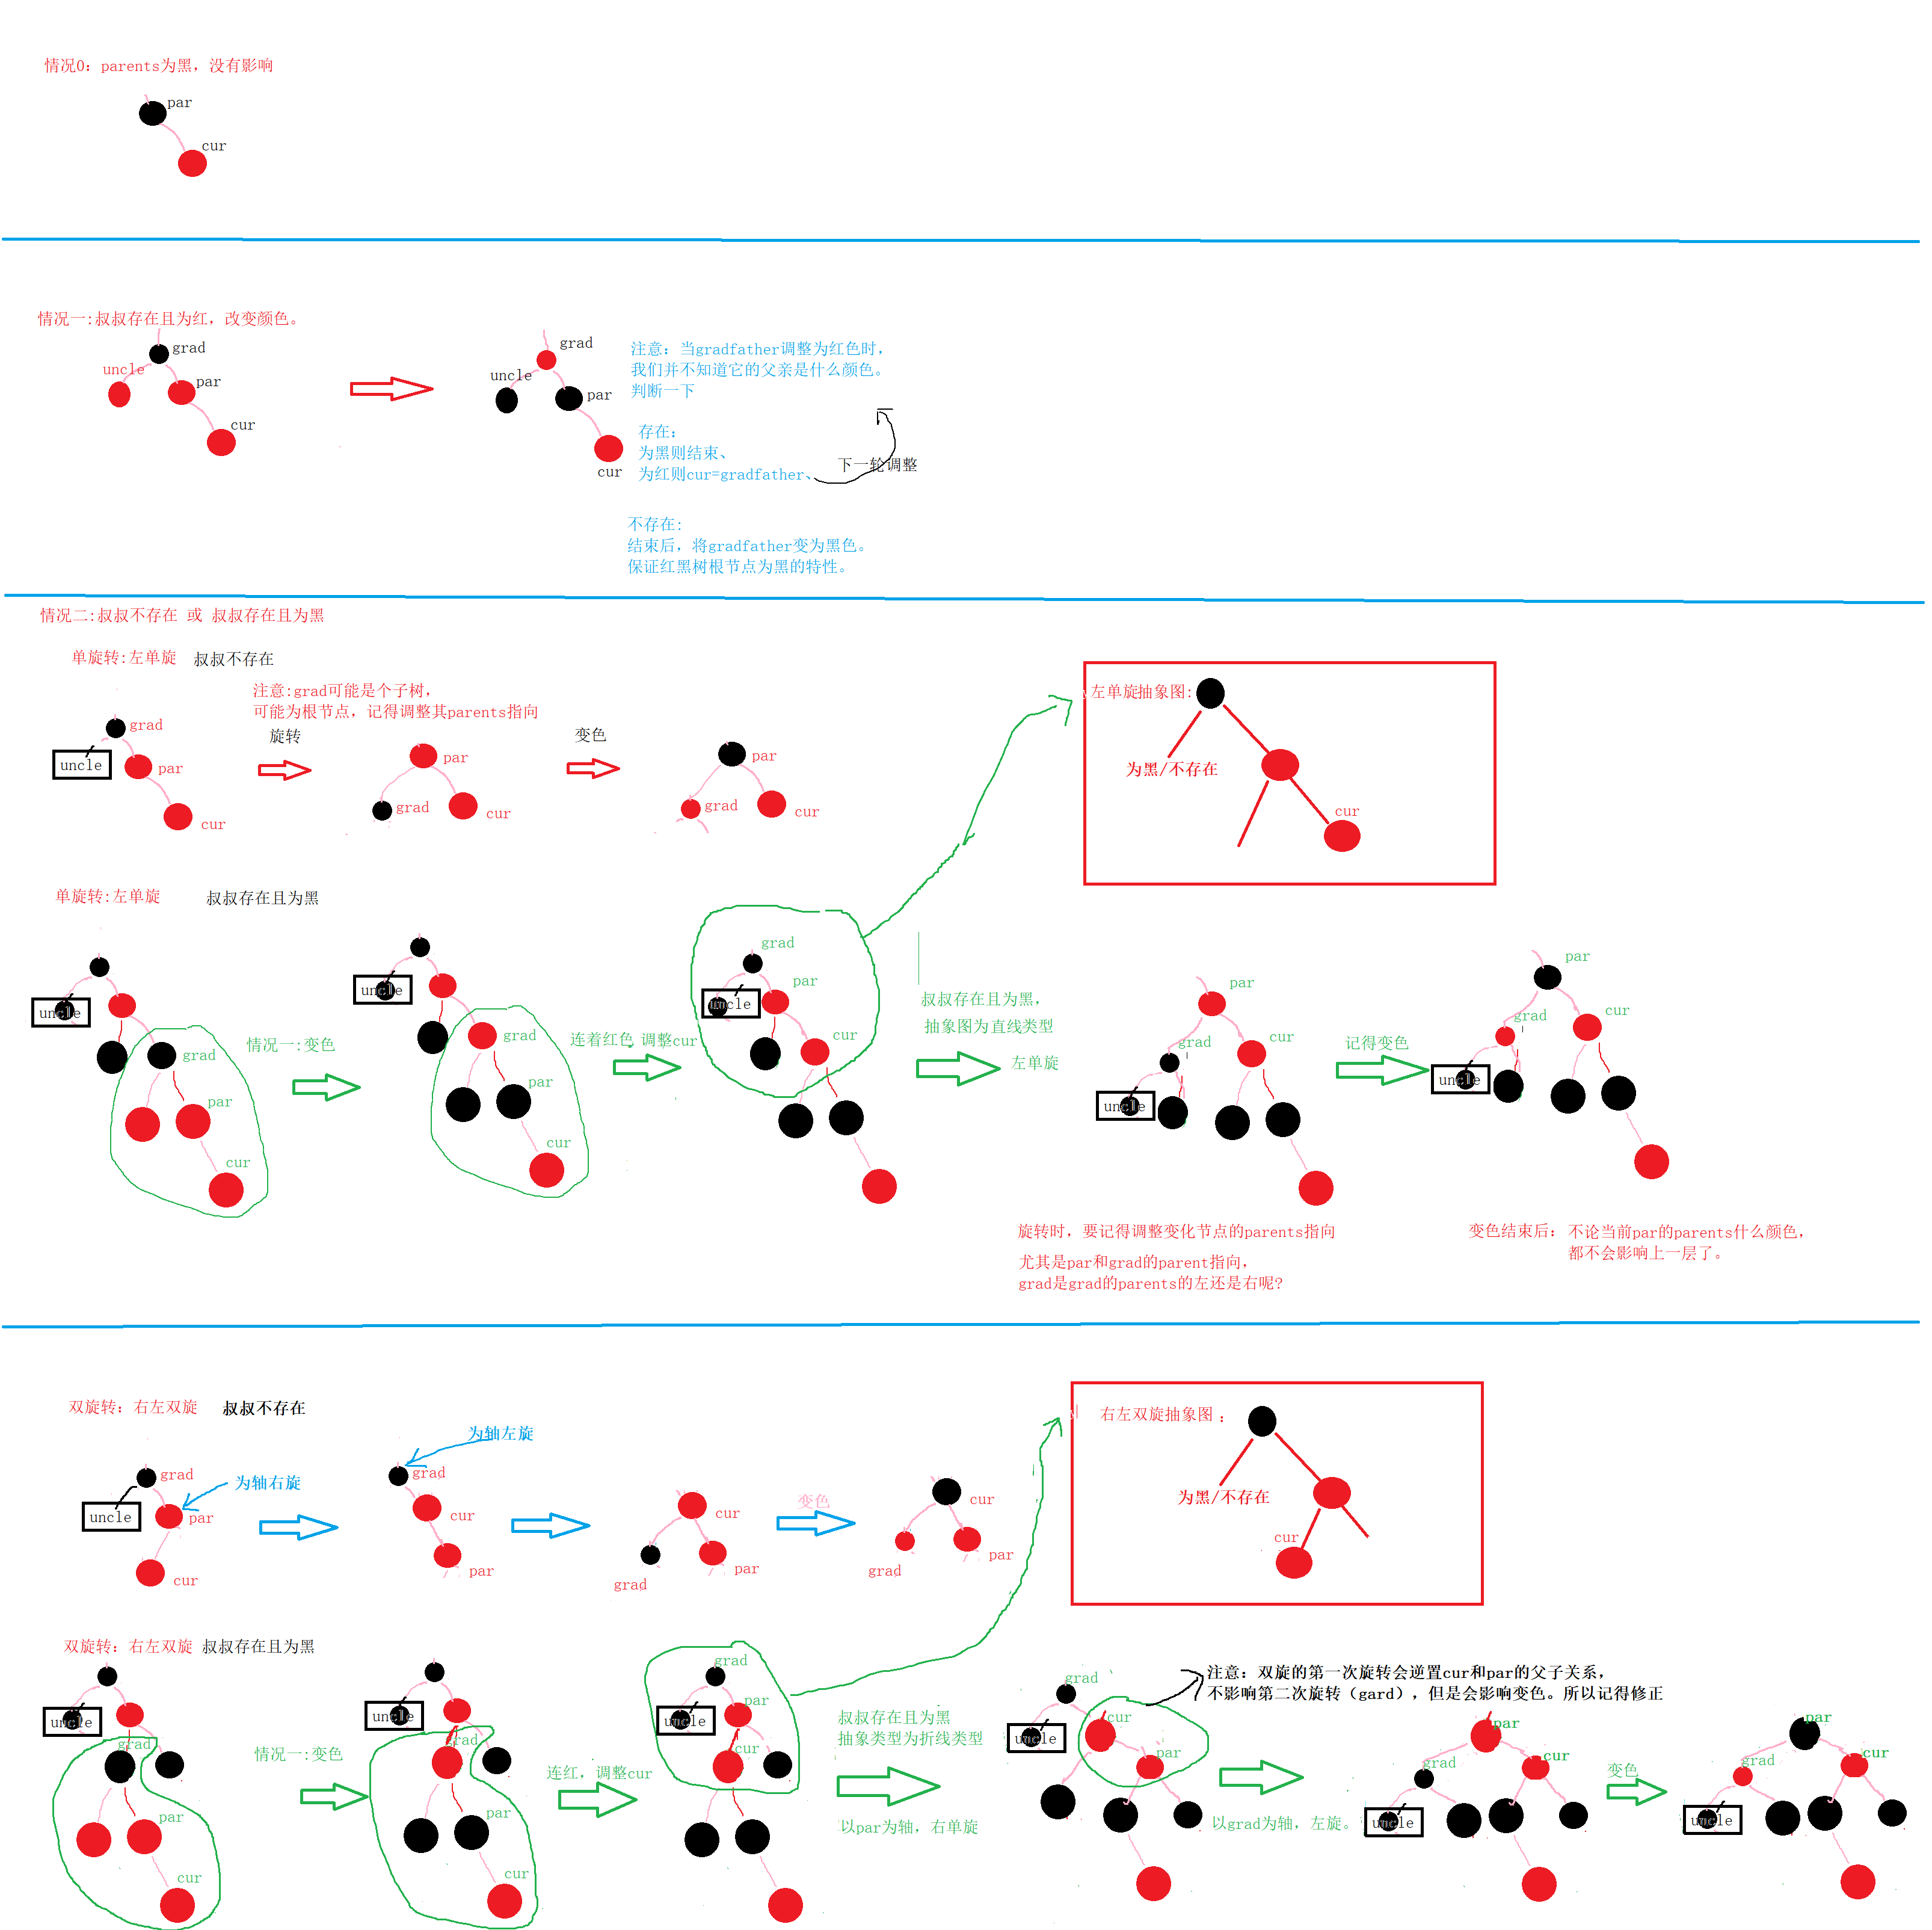 情况0：parents为黑，没有影响
par
cur
情况一:叔叔存在且为红，改变颜色。
grad
uncle
par
cur
grad
uncle
par
cur
注意：当gradfather调整为红色时，
我们并不知道它的父亲是什么颜色。
判断一下
存在：
为黑则结束、
为红则cur=gradfather、
下一轮调整
不存在:
结束后，将gradfather变为黑色。
保证红黑树根节点为黑的特性。
情况二:叔叔不存在 或 叔叔存在且为黑
单旋转:左单旋 叔叔不存在
注意:grad可能是个子树，
可能为根节点，记得调整其parents指向
旋转
变色
grad
uncle
par
cur
par
grad
cur
par
grad
cur
左单旋抽象图:
为黑/不存在
cur
单旋转:左单旋 叔叔存在且为黑
uncle
grad
par
cur
情况一:变色
uncle
grad
par
cur
连着红色 调整cur
grad
par
uncle
cur
叔叔存在且为黑，
抽象图为直线类型
左单旋
par
grad
cur
uncle
记得变色
par
grad
cur
uncle
旋转时，要记得调整变化节点的parents指向
尤其是par和grad的parent指向，
grad是grad的parents的左还是右呢?
变色结束后： 不论当前par的parents什么颜色，
都不会影响上一层了。
双旋转：右左双旋 叔叔不存在
grad
为轴右旋
uncle
par
cur
为轴左旋
grad
cur
par
cur
grad
par
变色
cur
grad
par
右左双旋抽象图：
为黑/不存在
cur
双旋转：右左双旋 叔叔存在且为黑
uncle
grad
par
cur
情况一:变色
uncle
grad
par
cur
连红，调整cur
grad
par
uncle
cur
叔叔存在且为黑
抽象类型为折线类型
以par为轴，右单旋
注意：双旋的第一次旋转会逆置cur和par的父子关系，
不影响第二次旋转（gard），但是会影响变色。所以记得修正
grad
cur
uncle
par
以grad为轴，左旋。
par
grad
cur
uncle
变色
par
grad
cur
uncle